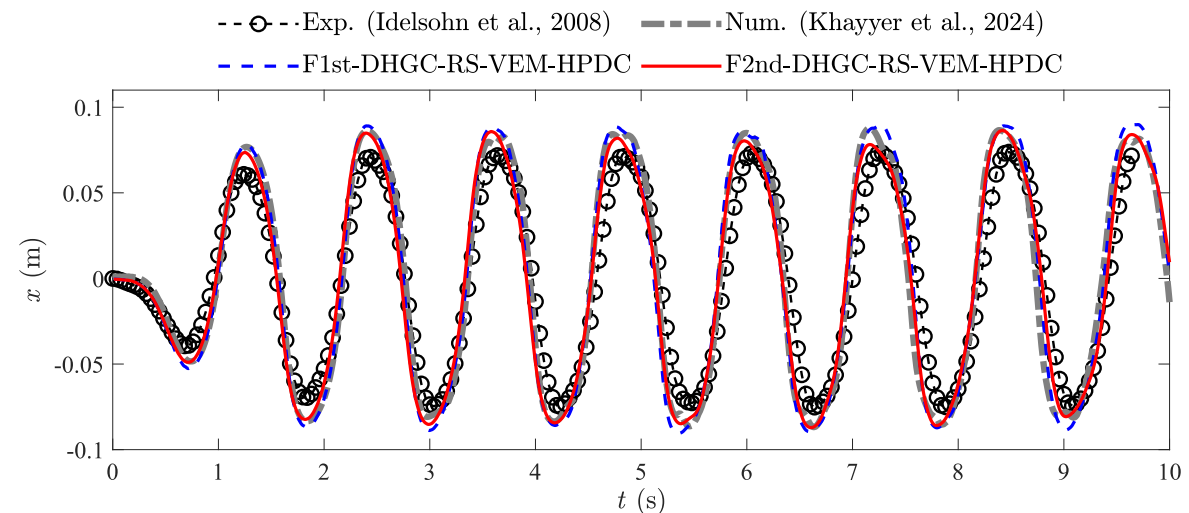 Exp. (Idelsohn et al., 2008) Num. (Khayyer et al., 2024)
F1st-DHGC-RS-VEM-HPDC F2nd-DHGC-RS-VEM-HPDC
0.1
0.05
0
-0.05
-0.1
x (m)
0 1 2 3 4 5 6 7 8 9 10
t (s)